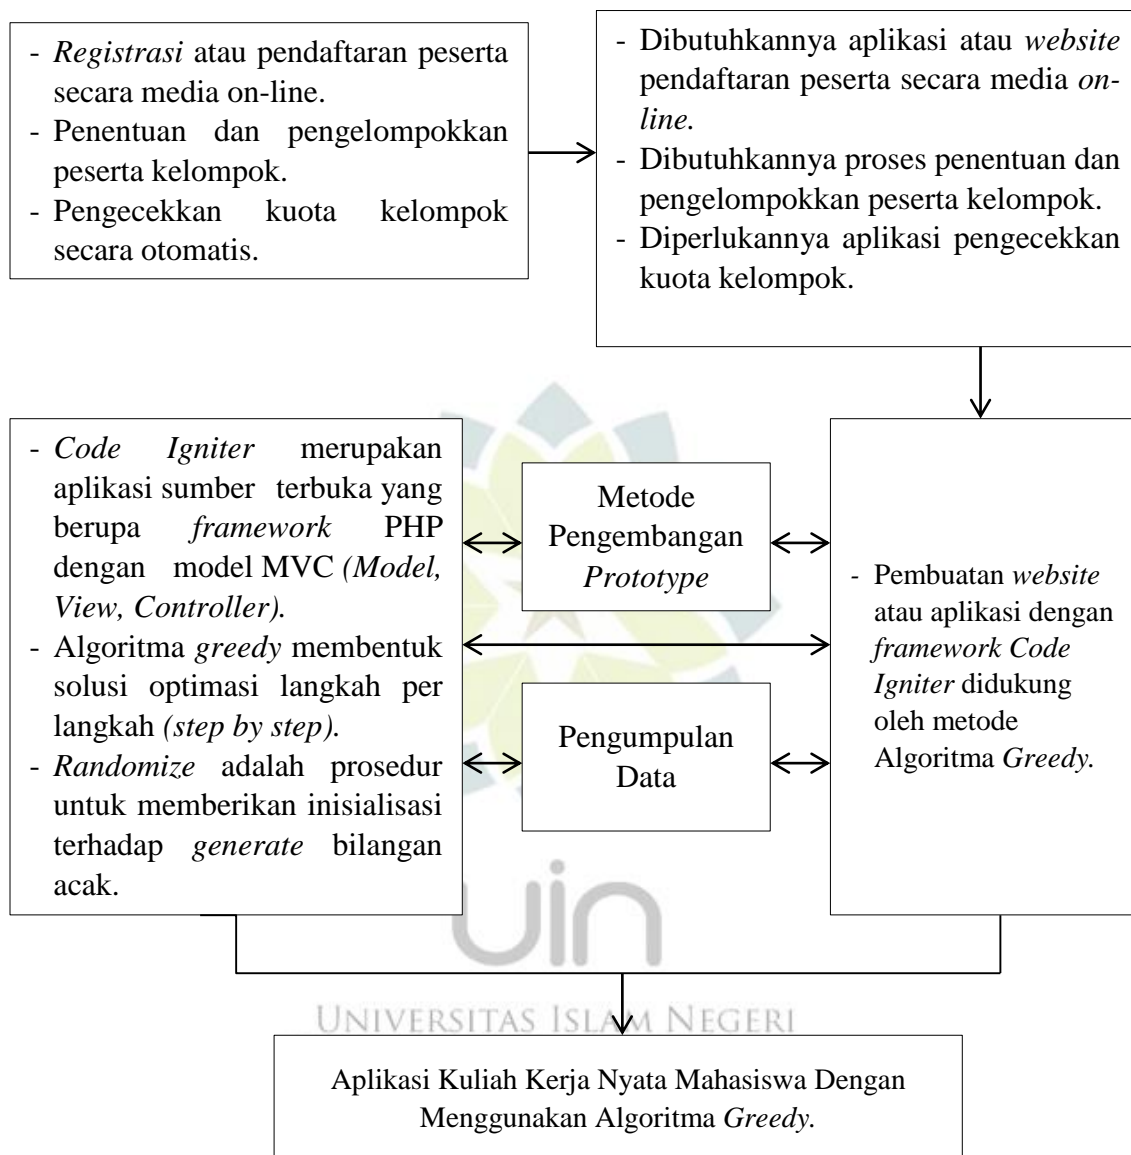 - Registrasi atau pendaftaran peserta
secara media on-line.
- Penentuan dan pengelompokkan
peserta kelompok.
- Pengecekkan kuota kelompok
secara otomatis.
- Dibutuhkannya aplikasi atau website
pendaftaran peserta secara media on-
line.
- Dibutuhkannya proses penentuan dan
pengelompokkan peserta kelompok.
- Diperlukannya aplikasi pengecekkan
kuota kelompok.
- Code Igniter merupakan
aplikasi sumber terbuka yang
berupa framework PHP
dengan model MVC (Model,
View, Controller).
- Algoritma greedy membentuk
solusi optimasi langkah per
langkah (step by step).
- Randomize adalah prosedur
untuk memberikan inisialisasi
terhadap generate bilangan
acak.
Metode
Pengembangan
Prototype
Pengumpulan
Data
- Pembuatan website
atau aplikasi dengan
framework Code
Igniter didukung
oleh metode
Algoritma Greedy.
uin
UNIVERSITAS ISLAM NEGERI
Aplikasi Kuliah Kerja Nyata Mahasiswa Dengan
Menggunakan Algoritma Greedy.